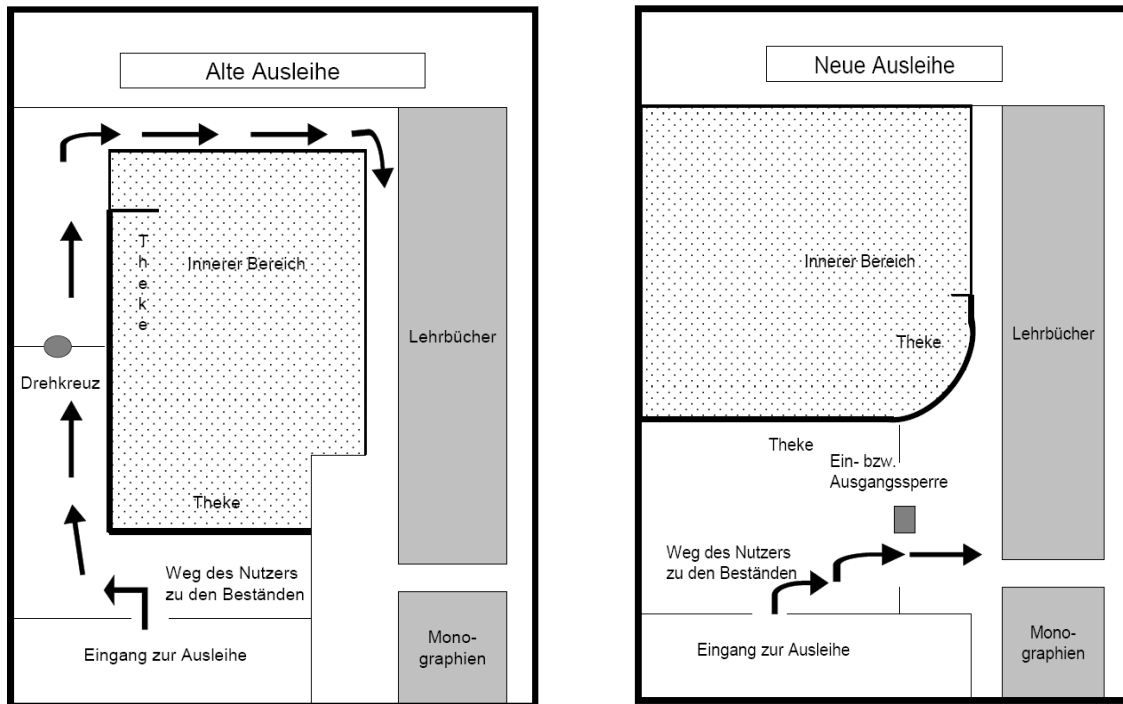 Alte Ausleihe
Theke
Innerer Bereich
Lehrbücher
Drehkreuz
Theke
Weg des Nutzers
zu den Beständen
Mono-
graphien
Eingang zur Ausleihe
Neue Ausleihe
Innerer Bereich
Theke
Lehrbücher
Theke
Ein- bzw.
Ausgangssperre
Weg des Nutzers
zu den Beständen
Mono-
graphien
Eingang zur Ausleihe